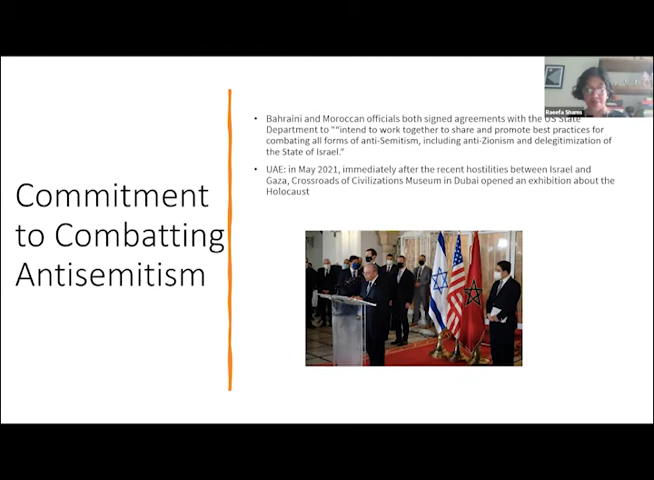 Raeefa Shams
Commitment
to Combatting
Antisemitism
• Bahraini and Moroccan officials both signed agreements with the US State
Department to "“intend to work together to share and promote best practices for
combating all forms of anti-Semitism, including anti-Zionism and delegitimization of
the State of Israel.”
• UAE: in May 2021, immediately after the recent hostilities between Israel and
Gaza, Crossroads of Civilizations Museum in Dubai opened an exhibition about the
Holocaust